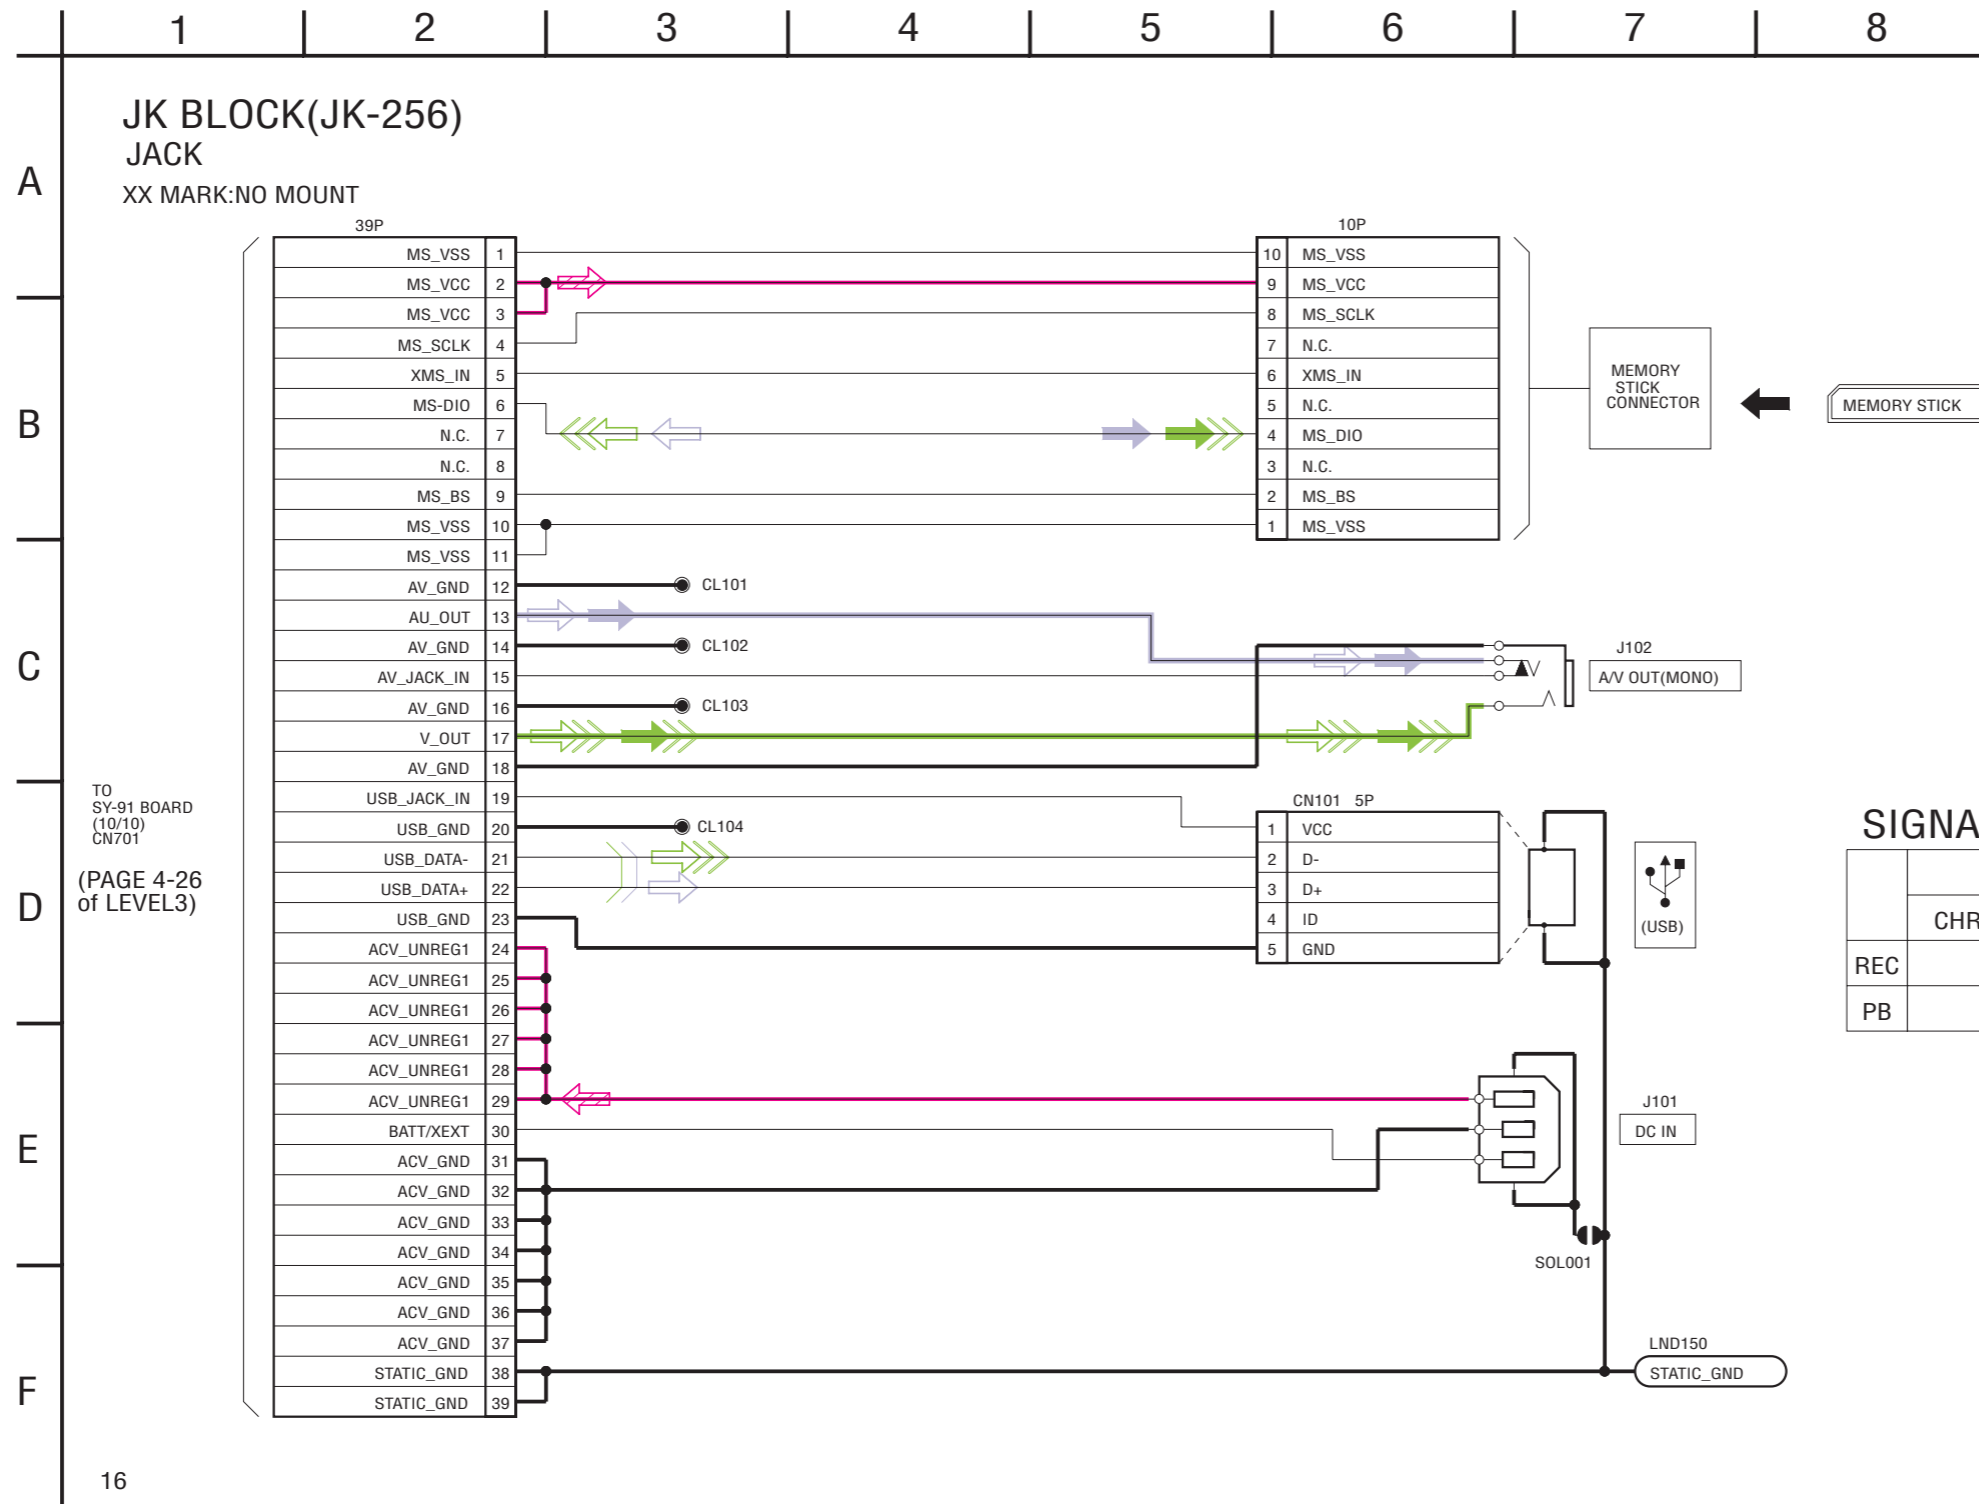 1 2 3 4 5 6 7 8
JK BLOCK(JK-256)
JACK
A
XX MARK:NO MOUNT
39P
10P
MS_VSS 1
MS_VCC 2
MS_VCC 3
MS_SCLK 4
XMS_IN 5
MS-DIO 6
N.C. 7
N.C. 8
MS_BS 9
MS_VSS 10
MS_VSS 11
AV_GND 12
AU_OUT 13
AV_GND 14
AV_JACK_IN 15
AV_GND 16
V_OUT 17
AV_GND 18
USB_JACK_IN 19
USB_GND 20
USB_DATA- 21
USB_DATA+ 22
USB_GND 23
ACV_UNREG1 24
ACV_UNREG1 25
ACV_UNREG1 26
ACV_UNREG1 27
ACV_UNREG1 28
ACV_UNREG1 29
BATT/XEXT 30
ACV_GND 31
ACV_GND 32
ACV_GND 33
ACV_GND 34
ACV_GND 35
ACV_GND 36
ACV_GND 37
STATIC_GND 38
STATIC_GND 39
10 MS_VSS
9 MS_VCC
8 MS_SCLK
7 N.C.
6 XMS_IN
5 N.C.
4 MS_DIO
3 N.C.
2 MS_BS
1 MS_VSS
MEMORY
STICK
CONNECTOR
MEMORY STICK
B
CL101
CL102
CL103
CL104
C
J102
A/V OUT(MONO)
TO
SY-91 BOARD
(10/10)
CN701
(PAGE 4-26
of LEVEL3)
D
CN101 5P
1 VCC
2 D-
3 D+
4 ID
5 GND
(USB)
SIGNA
CHR
REC
PB
E
J101
DC IN
SOL001
F
LND150
STATIC_GND
16